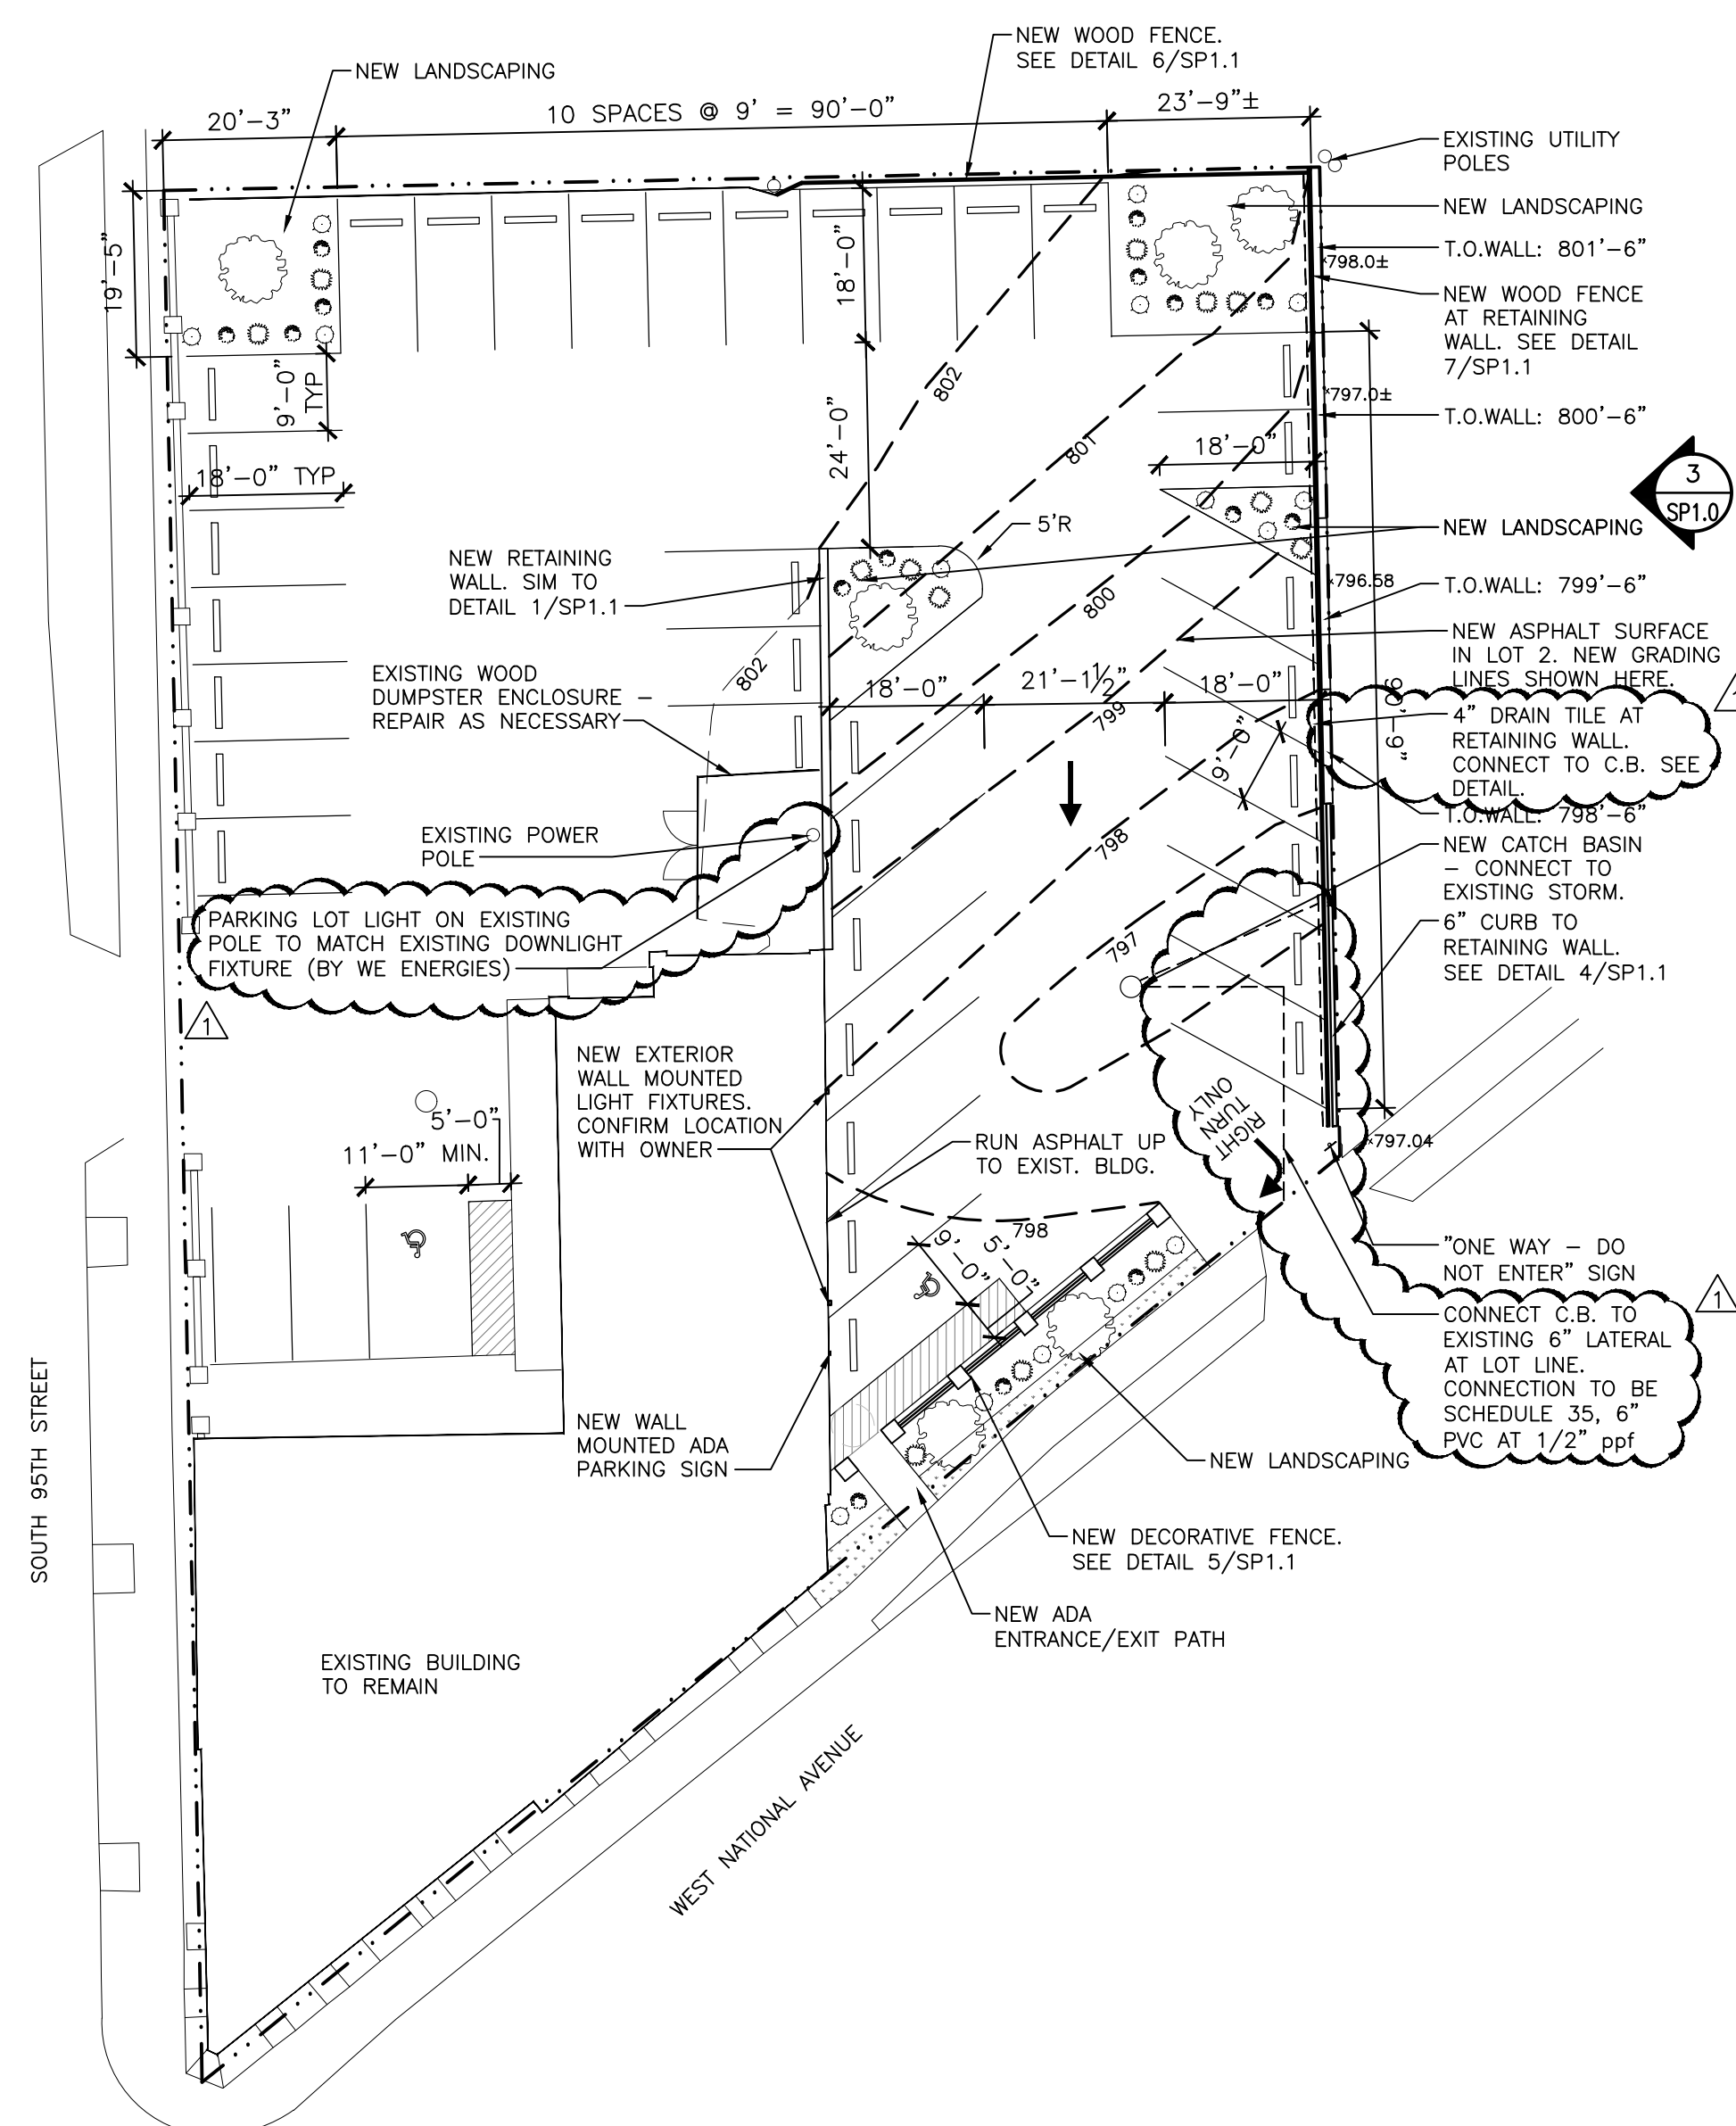 NEW WOOD FENCE.
SEE DETAIL 6/SP1.1
NEW LANDSCAPING
20'-3"
10 SPACES @ 9' = 90'-0"
23'-9"±
EXISTING UTILITY
POLES
NEW LANDSCAPING
T.O.WALL: 801'-6"
798.0±
NEW WOOD FENCE
AT RETAINING
WALL. SEE DETAIL
7/SP1.1
19'-5"
18'-0"
9'-0"
TYP
802
797.0±
T.O.WALL: 800'-6"
24'-0"
801
18'-0"
18'-0" TYP
3
SP1.0
5'R
NEW LANDSCAPING
NEW RETAINING
WALL. SIM TO
DETAIL 1/SP1.1
800
796.58
T.O.WALL: 799'-6"
NEW ASPHALT SURFACE
IN LOT 2. NEW GRADING
LINES SHOWN HERE.
EXISTING WOOD
DUMPSTER ENCLOSURE –
REPAIR AS NECESSARY
802
18'-0"
21'-1½"
18'-0"
799
9'-0"
90'-9"
4" DRAIN TILE AT
RETAINING WALL.
CONNECT TO C.B. SEE
DETAIL.
T.O.WALL: 798'-6"
EXISTING POWER
POLE
798
NEW CATCH BASIN
– CONNECT TO
EXISTING STORM.
PARKING LOT LIGHT ON EXISTING
POLE TO MATCH EXISTING DOWNLIGHT
FIXTURE (BY WE ENERGIES)
1
797
6" CURB TO
RETAINING WALL.
SEE DETAIL 4/SP1.1
NEW EXTERIOR
WALL MOUNTED
LIGHT FIXTURES.
CONFIRM LOCATION
WITH OWNER
5'-0"
11'-0" MIN.
RIGHT
TURN
ONLY
RUN ASPHALT UP
TO EXIST. BLDG.
797.04
798
9'-0"
5'-0"
"ONE WAY – DO
NOT ENTER" SIGN
1
CONNECT C.B. TO
EXISTING 6" LATERAL
AT LOT LINE.
CONNECTION TO BE
SCHEDULE 35, 6"
PVC AT 1/2" ppf
NEW WALL
MOUNTED ADA
PARKING SIGN
NEW LANDSCAPING
SOUTH 95TH STREET
NEW DECORATIVE FENCE.
SEE DETAIL 5/SP1.1
NEW ADA
ENTRANCE/EXIT PATH
EXISTING BUILDING
TO REMAIN
WEST NATIONAL AVENUE